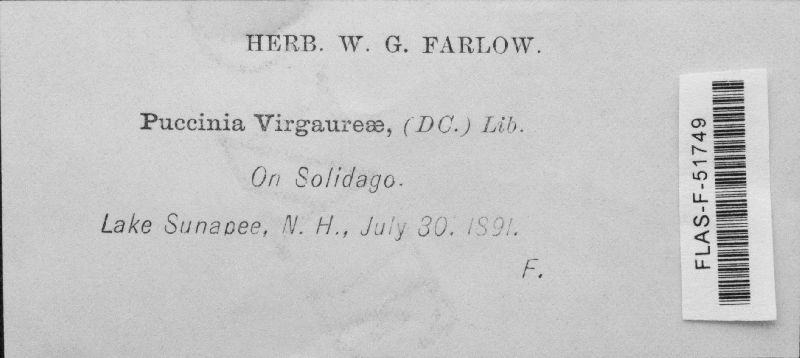 HERB. W. G. FARLOW.
Puccinia Virgaureæ, (DC.) Lib.
On Solidago.
Lake Sunapee, N. H., July 30. 1891.
F.
FLAS-F-51749